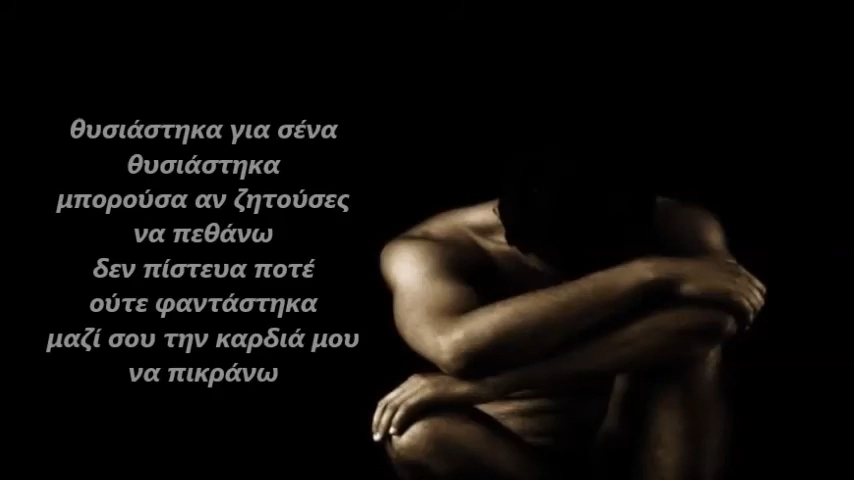 θυσιάστηκα για σένα
θυσιάστηκα
μπορούσα αν ζητούσες
να πεθάνω
δεν πίστευα ποτέ
ούτε φαντάστηκα
μαζί σου την καρδιά μου
να πικράνω